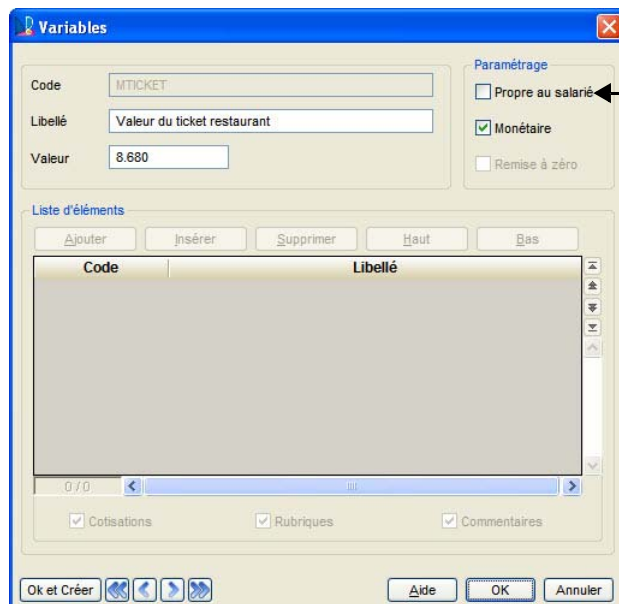 Variables
Paramétrage
Code MTICKET
Propre au salarié
Libellé Valeur du ticket restaurant
Monétaire
Valeur 8.680
Remise à zéro
Liste d'éléments
Ajouter Insérer Supprimer Haut Bas
Code Libellé
0 / 0
Cotisations Rubriques Commentaires
Ok et Créer Aide OK Annuler